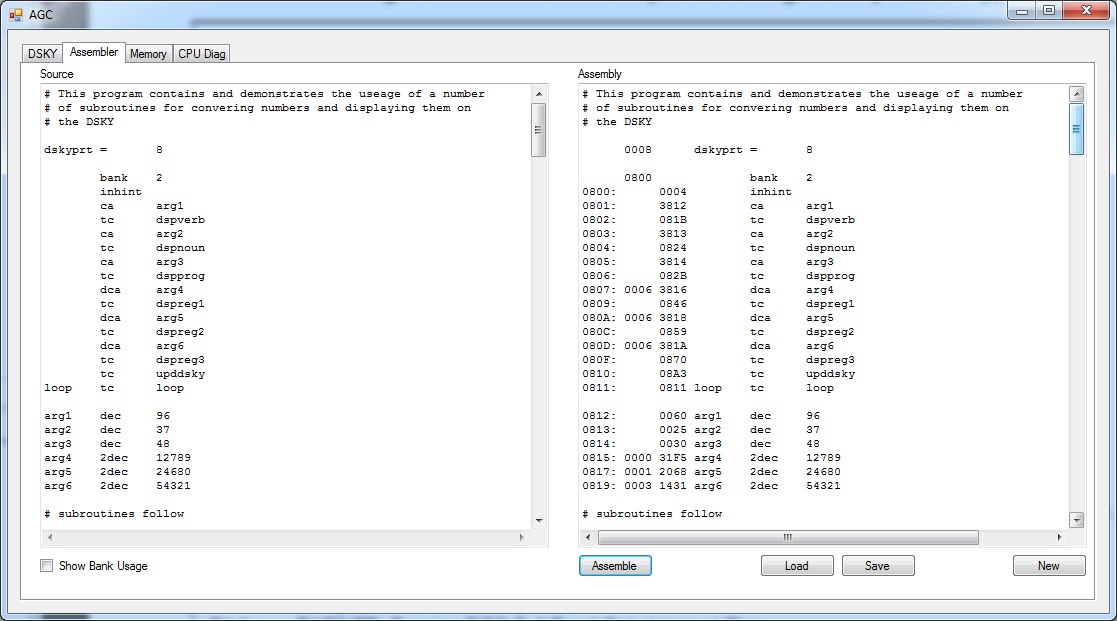 AGC
DSKY Assembler Memory CPU Diag
Source
# This program contains and demonstrates the useage of a number
# of subroutines for convering numbers and displaying them on
# the DSKY
dskyprt = 8
bank 2
inhint
ca arg1
tc dspverb
ca arg2
tc dspnoun
ca arg3
tc dspprog
dca arg4
tc dspreg1
dca arg5
tc dspreg2
dca arg6
tc dspreg3
tc upddsky
loop tc loop
arg1 dec 96
arg2 dec 37
arg3 dec 48
arg4 2dec 12789
arg5 2dec 24680
arg6 2dec 54321
# subroutines follow
Show Bank Usage
Assembly
# This program contains and demonstrates the useage of a number
# of subroutines for convering numbers and displaying them on
# the DSKY
0008 dskyprt = 8
0800 bank 2
0800: 0004 inhint
0801: 3812 ca arg1
0802: 081B tc dspverb
0803: 3813 ca arg2
0804: 0824 tc dspnoun
0805: 3814 ca arg3
0806: 082B tc dspprog
0807: 0006 3816 dca arg4
0809: 0846 tc dspreg1
080A: 0006 3818 dca arg5
080C: 0859 tc dspreg2
080D: 0006 381A dca arg6
080F: 0870 tc dspreg3
0810: 08A3 tc upddsky
0811: 0811 loop tc loop
0812: 0060 arg1 dec 96
0813: 0025 arg2 dec 37
0814: 0030 arg3 dec 48
0815: 0000 31F5 arg4 2dec 12789
0817: 0001 2068 arg5 2dec 24680
0819: 0003 1431 arg6 2dec 54321
# subroutines follow
Assemble Load Save New